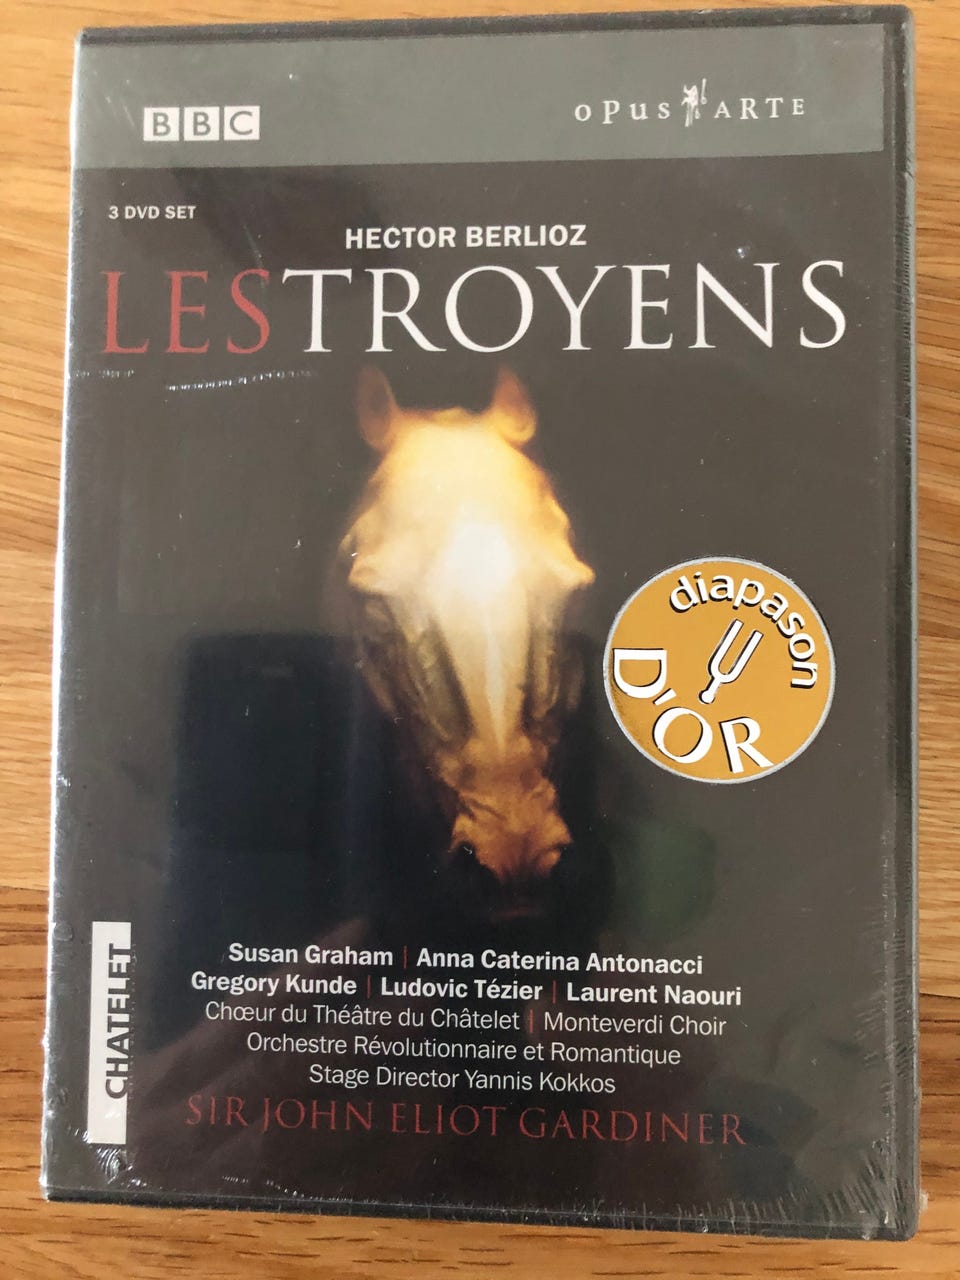 BBC
OPUS ARTE
3 DVD SET
HECTOR BERLIOZ
LES TROYENS
diapason
D'OR
Susan Graham | Anna Caterina Antonacci
Gregory Kunde | Ludovic Tézier | Laurent Naouri
Chœur du Théâtre du Châtelet | Monteverdi Choir
Orchestre Révolutionnaire et Romantique
Stage Director Yannis Kokkos
SIR JOHN ELIOT GARDINER
CHATELET